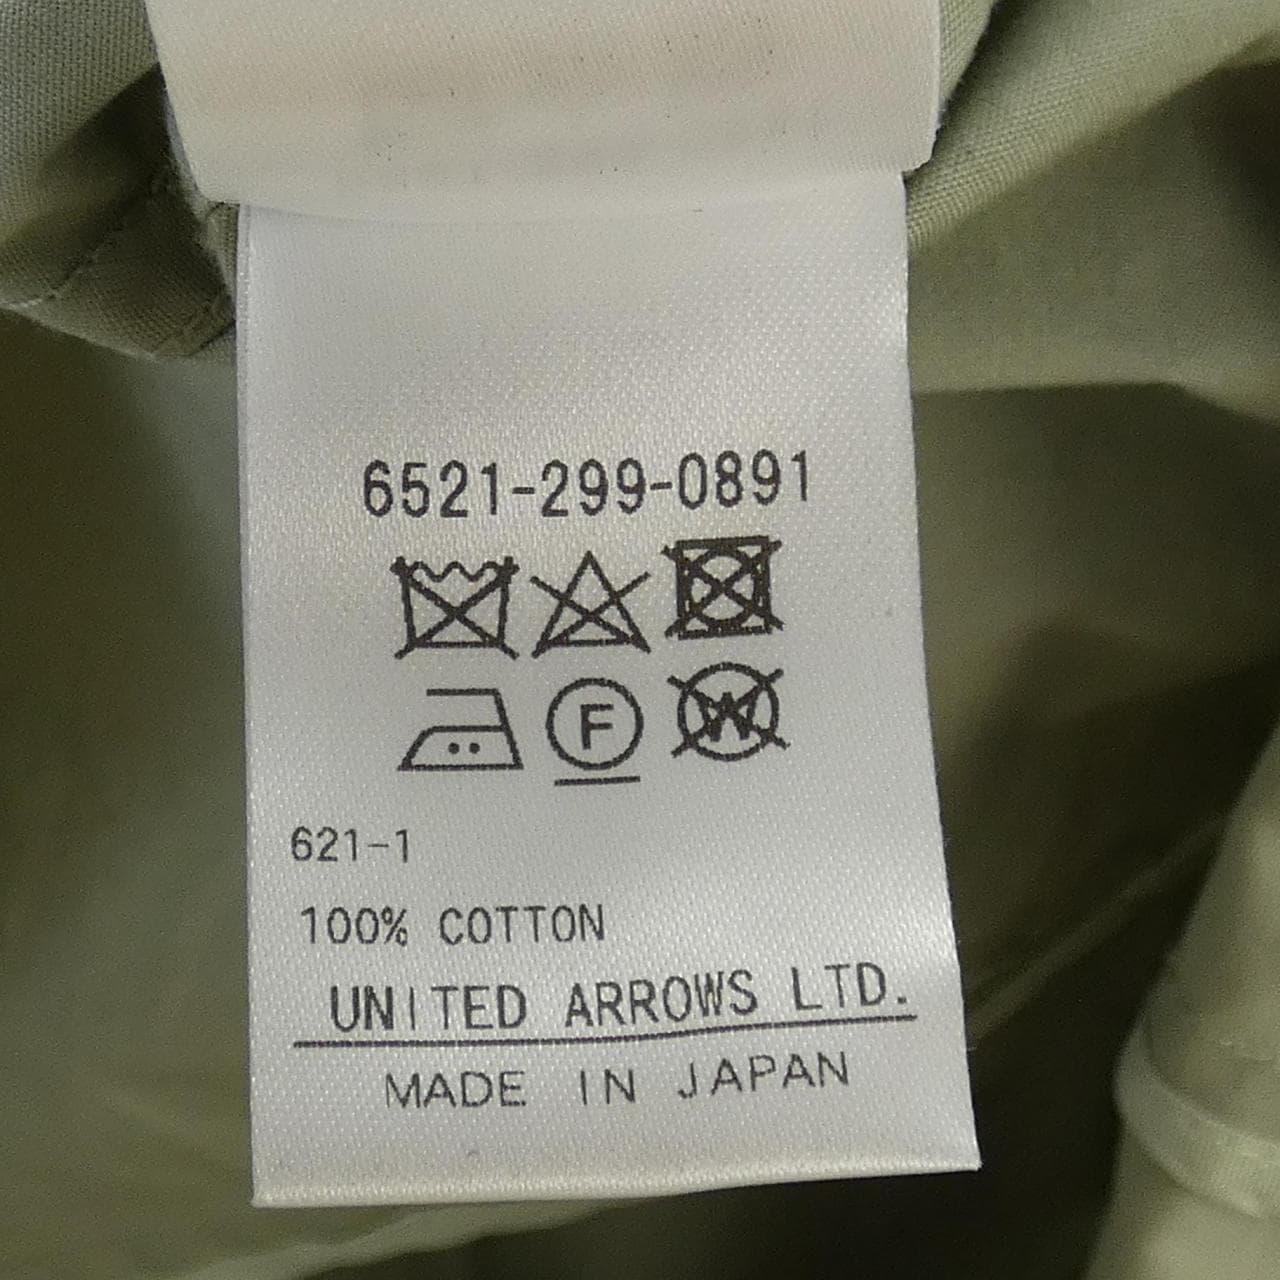 6521-299-0891
F W
621-1
100% COTTON
UNITED ARROWS LTD.
MADE IN JAPAN